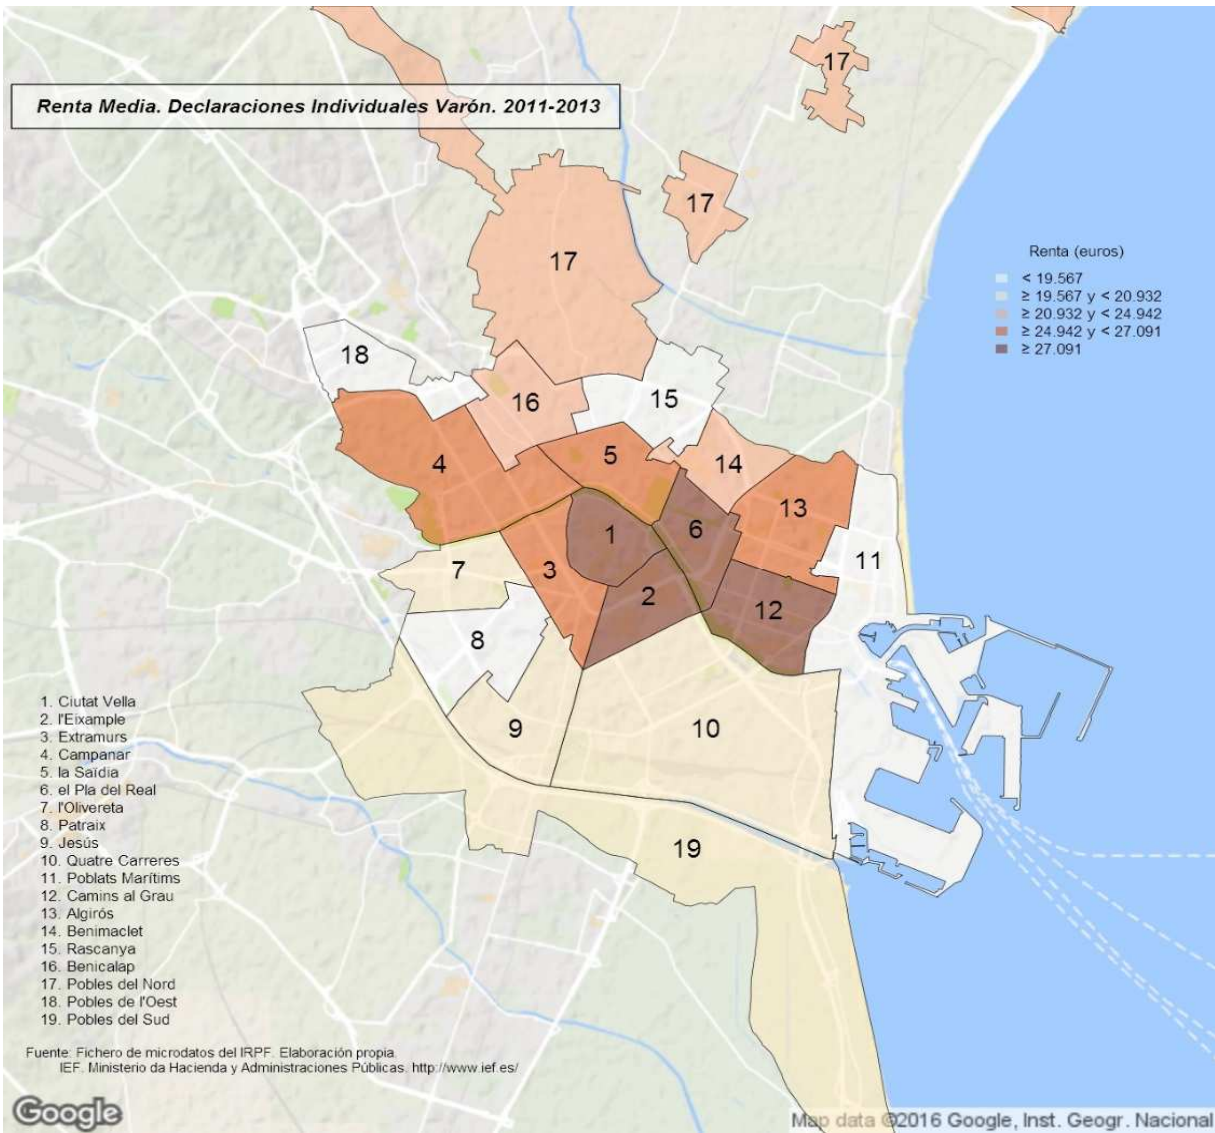 17
Renta Media. Declaraciones Individuales Varón. 2011-2013
17
17
Renta (euros)
< 19.567
≥ 19.567 y < 20.932
≥ 20.932 y < 24.942
≥ 24.942 y < 27.091
≥ 27.091
18
16
15
4
5
14
13
1
6
11
7
3
2
12
8
9
10
19
1. Ciutat Vella
2. l'Eixample
3. Extramurs
4. Campanar
5. la Saïdia
6. el Pla del Real
7. l'Olivereta
8. Patraix
9. Jesús
10. Quatre Carreres
11. Poblats Marítims
12. Camins al Grau
13. Algirós
14. Benimaclet
15. Rascanya
16. Benicalap
17. Pobles del Nord
18. Pobles de l'Oest
19. Pobles del Sud
Fuente: Fichero de microdatos del IRPF. Elaboración propia.
IEF. Ministerio da Hacienda y Administraciones Públicas. http://www.ief.es/
Google
Map data ©2016 Google, Inst. Geogr. Nacional